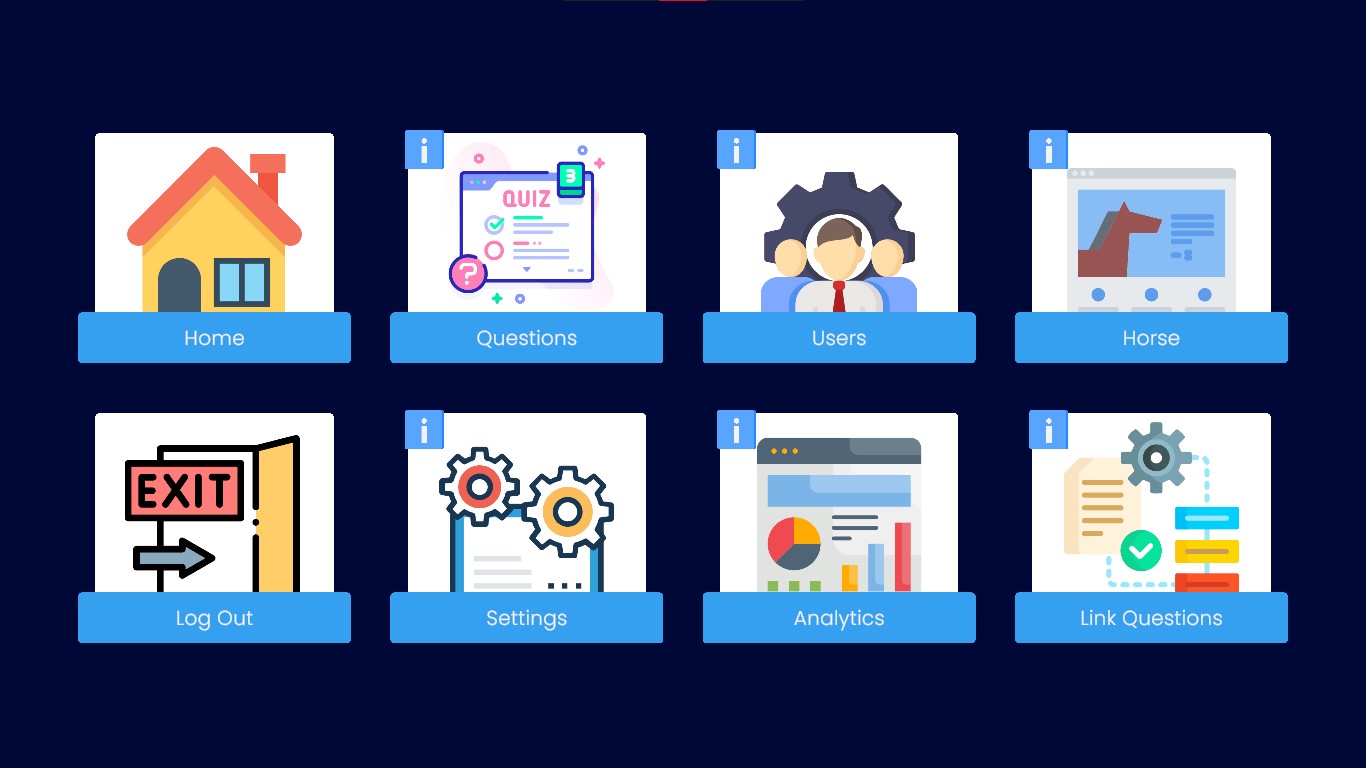 i
i
i
QUIZ
3
?
Home
Questions
Users
Horse
i
i
i
EXIT
Log Out
Settings
Analytics
Link Questions